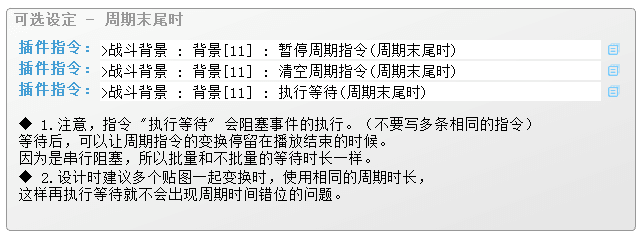 可选设定 - 周期末尾时
插件指令：>战斗背景 : 背景[11] : 暂停周期指令(周期末尾时)
插件指令：>战斗背景 : 背景[11] : 清空周期指令(周期末尾时)
插件指令：>战斗背景 : 背景[11] : 执行等待(周期末尾时)
◆ 1.注意，指令 "执行等待" 会阻塞事件的执行。（不要写多条相同的指令）
等待后，可以让周期指令的变换停留在播放结束的时候。
因为是串行阻塞，所以批量和不批量的等待时长一样。
◆ 2.设计时建议多个贴图一起变换时，使用相同的周期时长，
这样再执行等待就不会出现周期时间错位的问题。